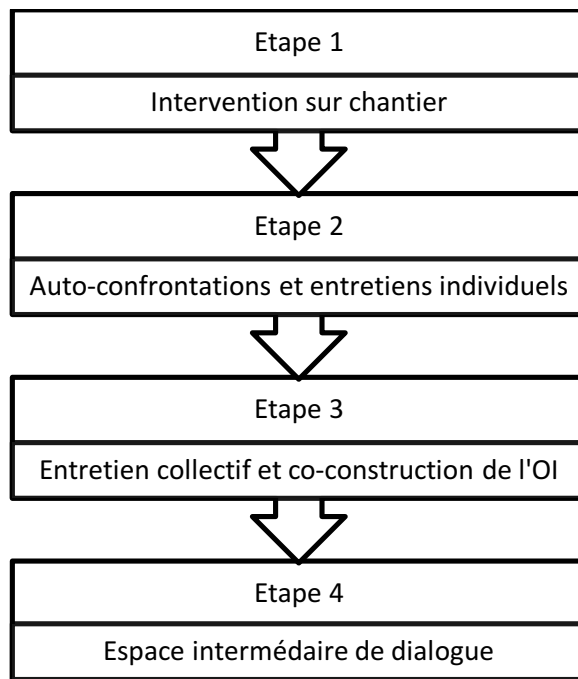 Etape 1
Intervention sur chantier
Etape 2
Auto-confrontations et entretiens individuels
Etape 3
Entretien collectif et co-construction de l'OI
Etape 4
Espace intermédaire de dialogue